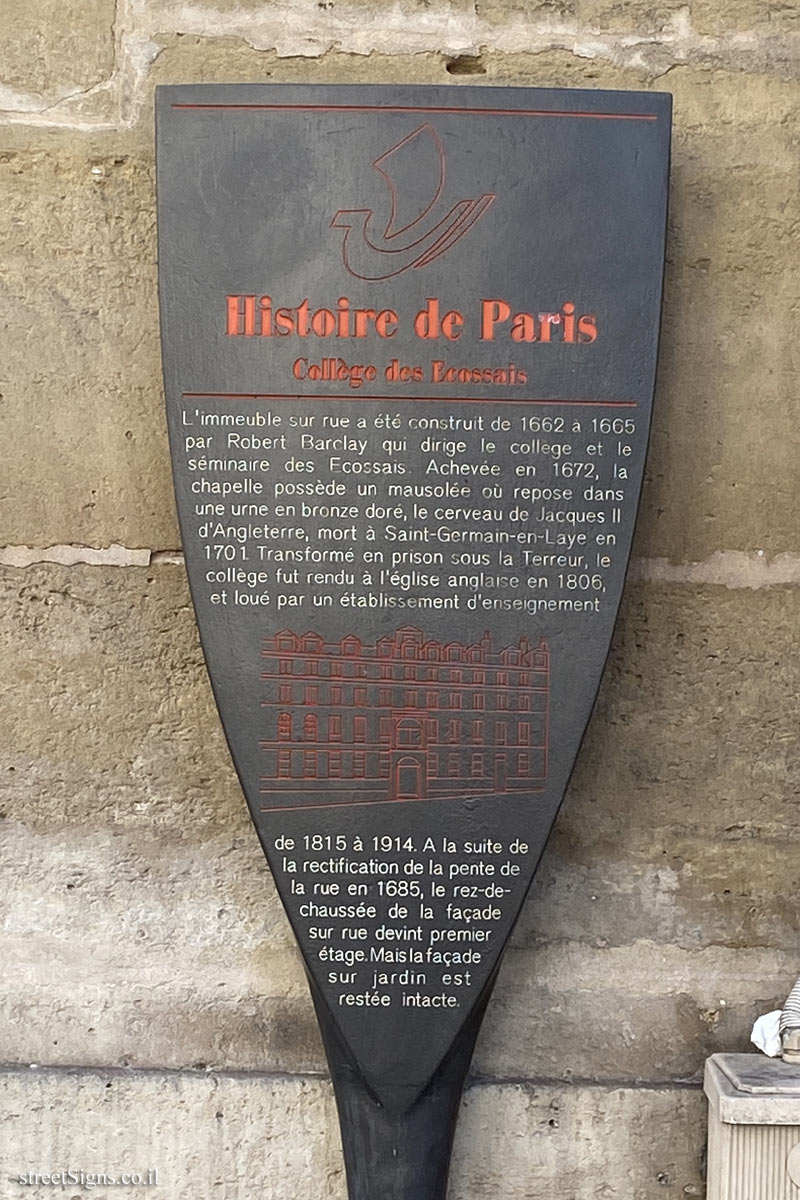 Histoire de Paris
Collège des Ecossais
L'immeuble sur rue a été construit de 1662 à 1665
par Robert Barclay qui dirige le collège et le
séminaire des Ecossais. Achevée en 1672, la
chapelle possède un mausolée où repose dans
une urne en bronze doré, le cerveau de Jacques II
d'Angleterre, mort à Saint-Germain-en-Laye en
1701. Transformé en prison sous la Terreur, le
collège fut rendu à l'église anglaise en 1806,
et loué par un établissement d'enseignement
de 1815 à 1914. A la suite de
la rectification de la pente de
la rue en 1685, le rez-de-
chaussée de la façade
sur rue devint premier
étage. Mais la façade
sur jardin est
restée intacte.
streetSigns.co.il